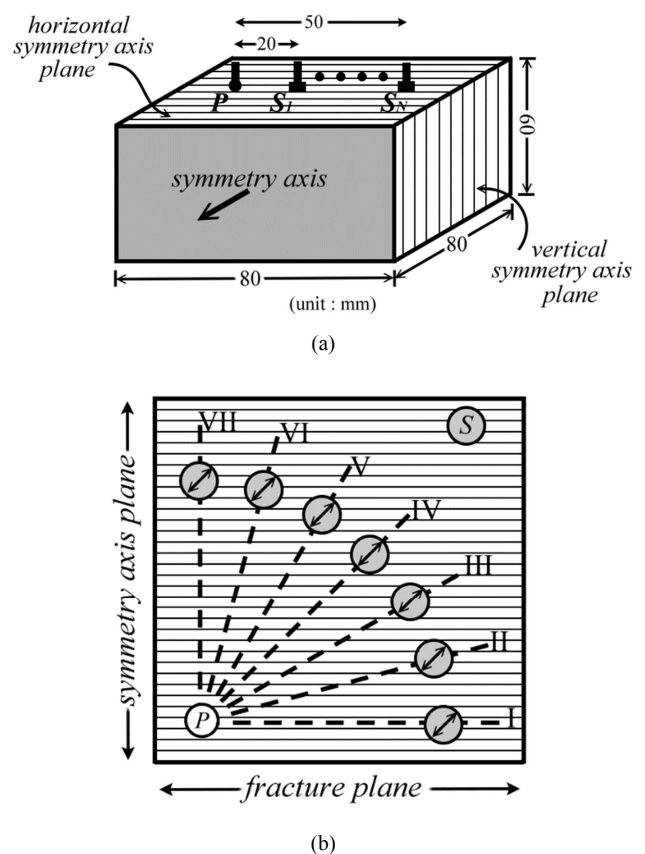 50
horizontal
symmetry axis
plane
20
P S1 SN
60
symmetry axis
80
80
vertical
symmetry axis
plane
(unit : mm)
(a)
VII
VI
V
IV
III
II
I
S
P
symmetry axis plane
fracture plane
(b)